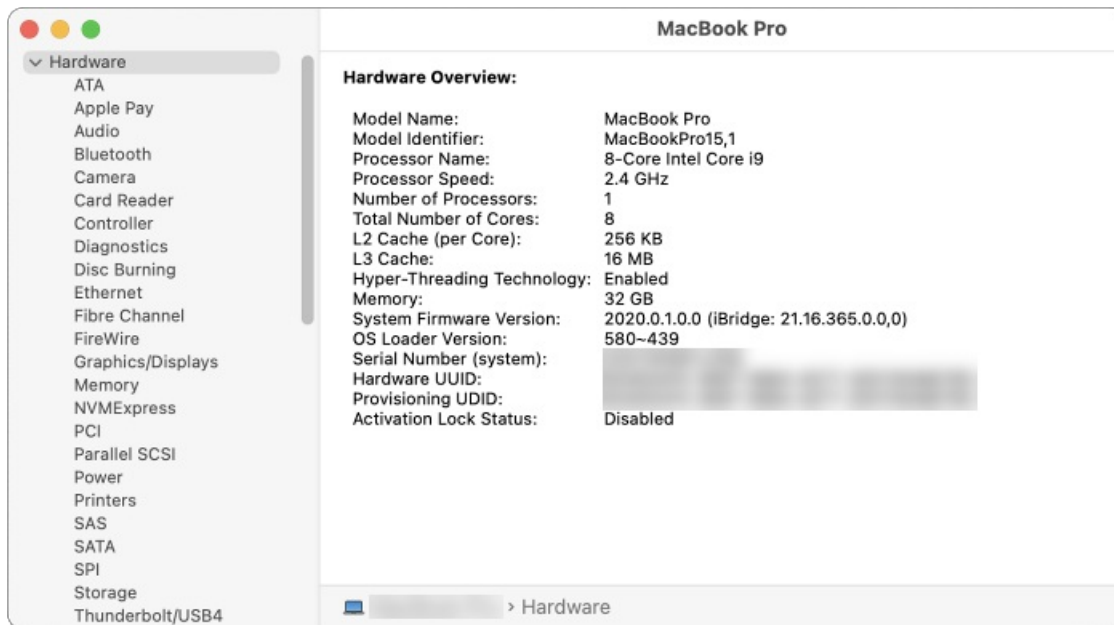 MacBook Pro
Hardware
ATA
Apple Pay
Audio
Bluetooth
Camera
Card Reader
Controller
Diagnostics
Disc Burning
Ethernet
Fibre Channel
FireWire
Graphics/Displays
Memory
NVMExpress
PCI
Parallel SCSI
Power
Printers
SAS
SATA
SPI
Storage
Thunderbolt/USB4
Hardware Overview:
Model Name: MacBook Pro
Model Identifier: MacBookPro15,1
Processor Name: 8-Core Intel Core i9
Processor Speed: 2.4 GHz
Number of Processors: 1
Total Number of Cores: 8
L2 Cache (per Core): 256 KB
L3 Cache: 16 MB
Hyper-Threading Technology: Enabled
Memory: 32 GB
System Firmware Version: 2020.0.1.0.0 (iBridge: 21.16.365.0.0,0)
OS Loader Version: 580~439
Serial Number (system):
Hardware UUID:
Provisioning UDID:
Activation Lock Status: Disabled
› Hardware